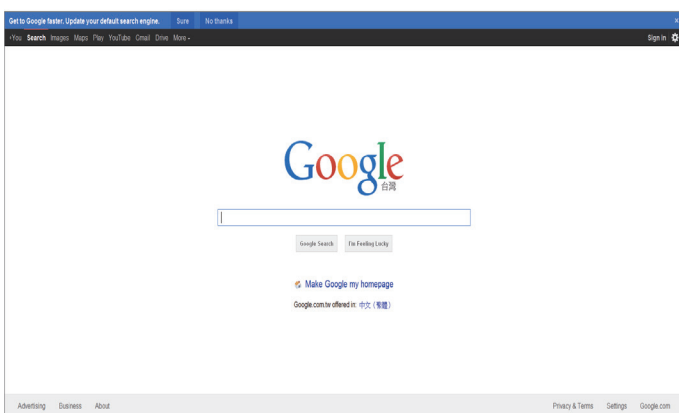 Get to Google faster. Update your default search engine. Sure No thanks ×
+You Search Images Maps Play YouTube Gmail Drive More Sign in
Google
台灣
Google Search I'm Feeling Lucky
Make Google my homepage
Google.com.tw offered in: 中文 (繁體)
Advertising Business About Privacy & Terms Settings Google.com